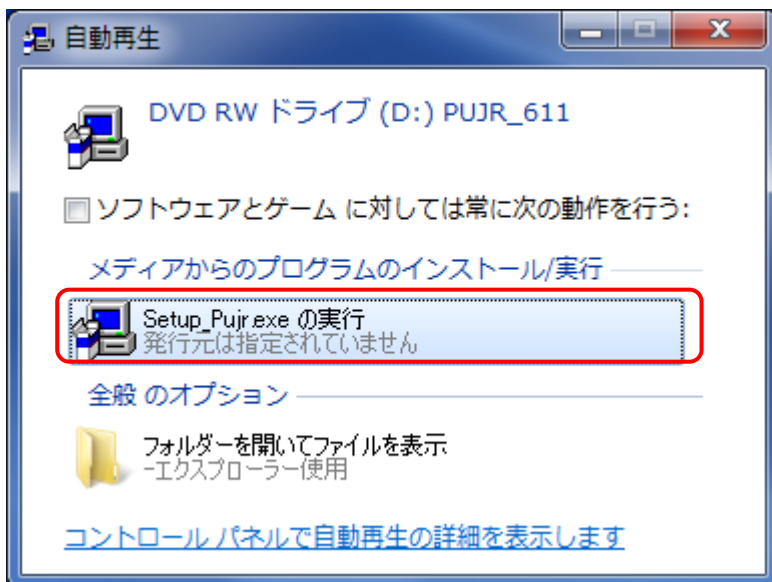 自動再生
DVD RW ドライブ (D:) PUJR_611
ソフトウェアとゲーム に対しては常に次の動作を行う:
メディアからのプログラムのインストール/実行
Setup_Pujr.exe の実行
発行元は指定されていません
全般 のオプション
フォルダーを開いてファイルを表示
-エクスプローラー使用
コントロール パネルで自動再生の詳細を表示します